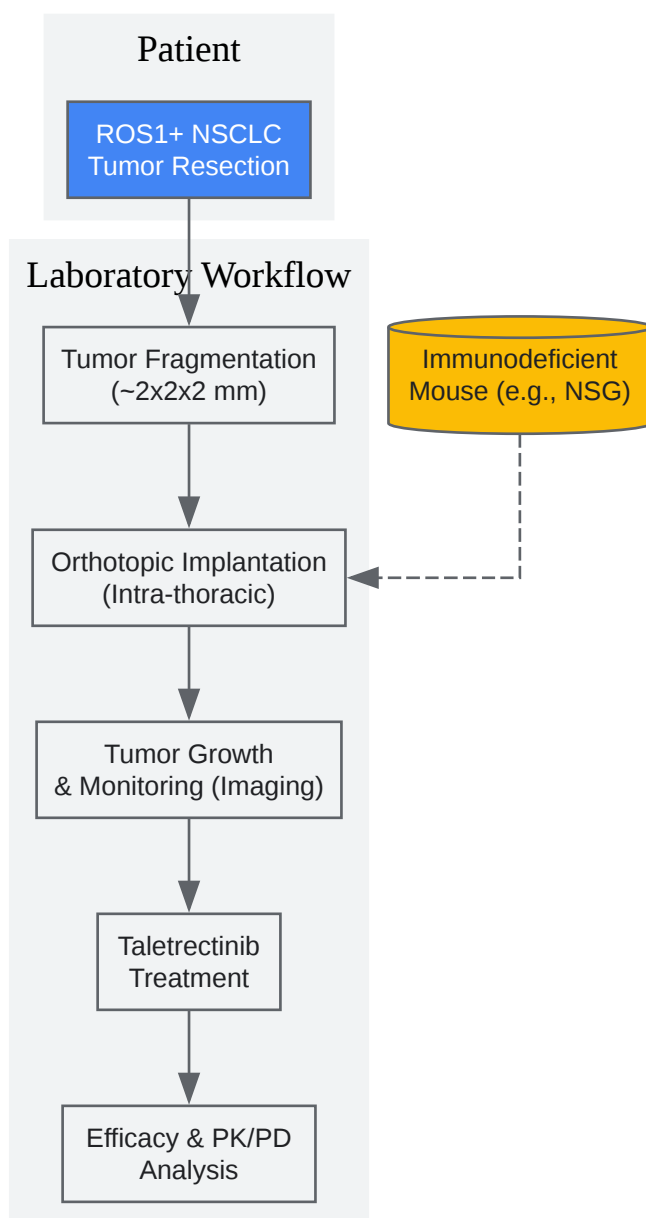 Patient
ROS1+ NSCLC
Tumor Resection
Laboratory Workflow
Tumor Fragmentation
(~2x2x2 mm)
Immunodeficient
Mouse (e.g., NSG)
Orthotopic Implantation
(Intra-thoracic)
Tumor Growth
& Monitoring (Imaging)
Taletrectinib
Treatment
Efficacy & PK/PD
Analysis